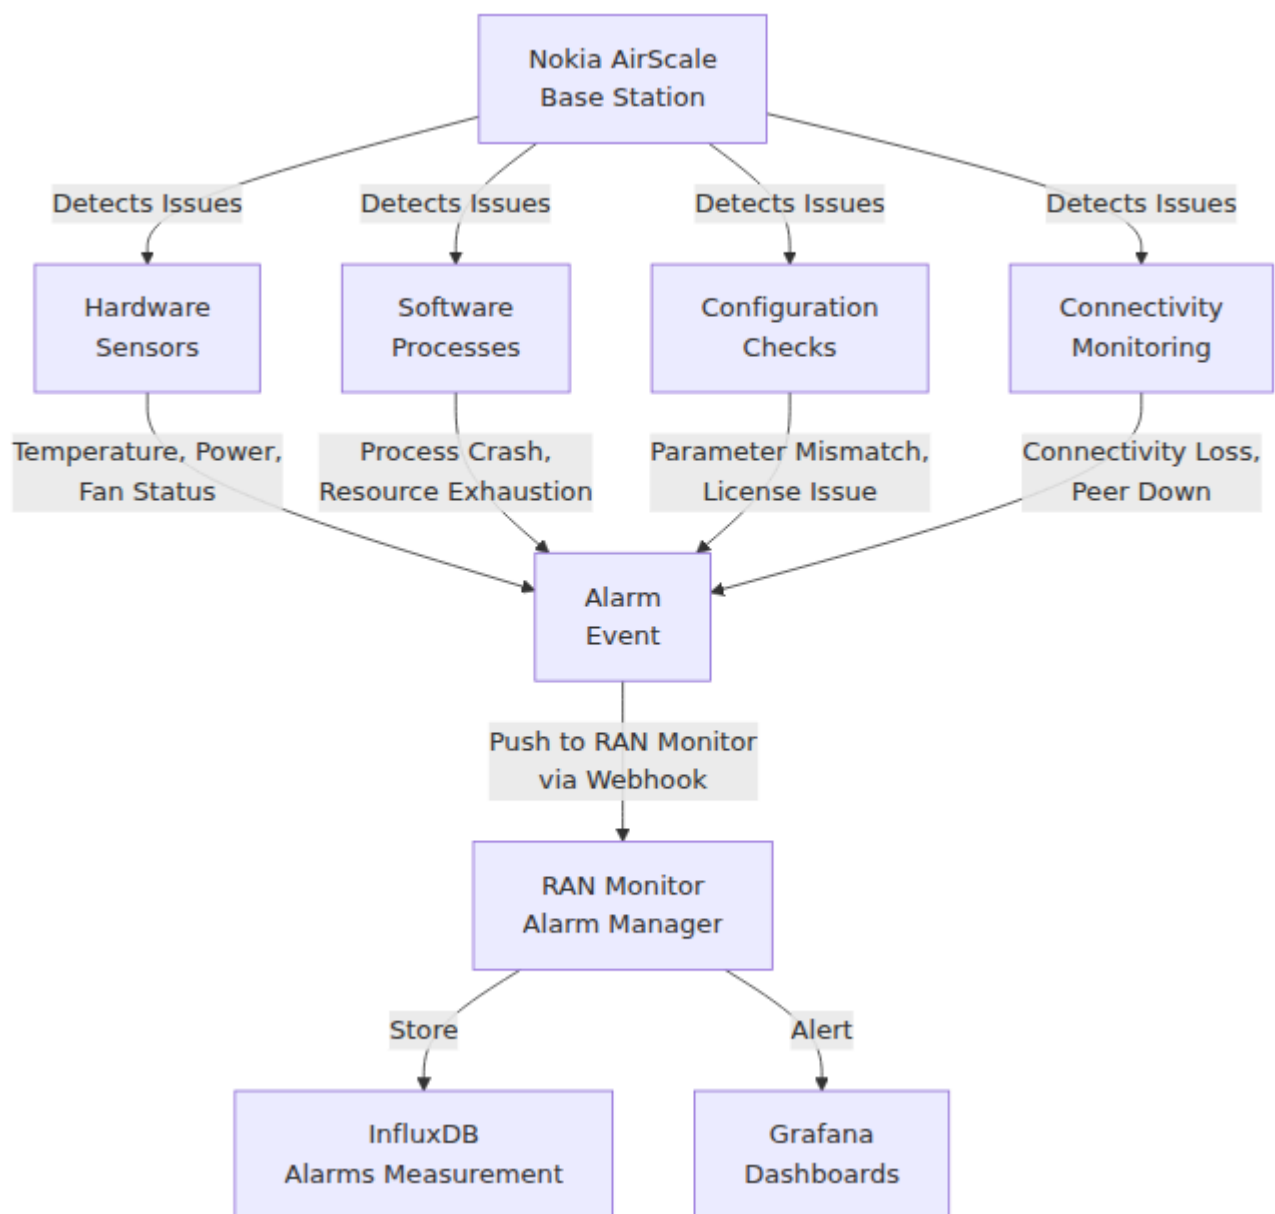 Nokia AirScale
Base Station
Detects Issues
Detects Issues
Detects Issues
Detects Issues
Hardware
Sensors
Software
Processes
Configuration
Checks
Connectivity
Monitoring
Temperature, Power,
Fan Status
Process Crash,
Resource Exhaustion
Parameter Mismatch,
License Issue
Connectivity Loss,
Peer Down
Alarm
Event
Push to RAN Monitor
via Webhook
RAN Monitor
Alarm Manager
Store
Alert
InfluxDB
Alarms Measurement
Grafana
Dashboards